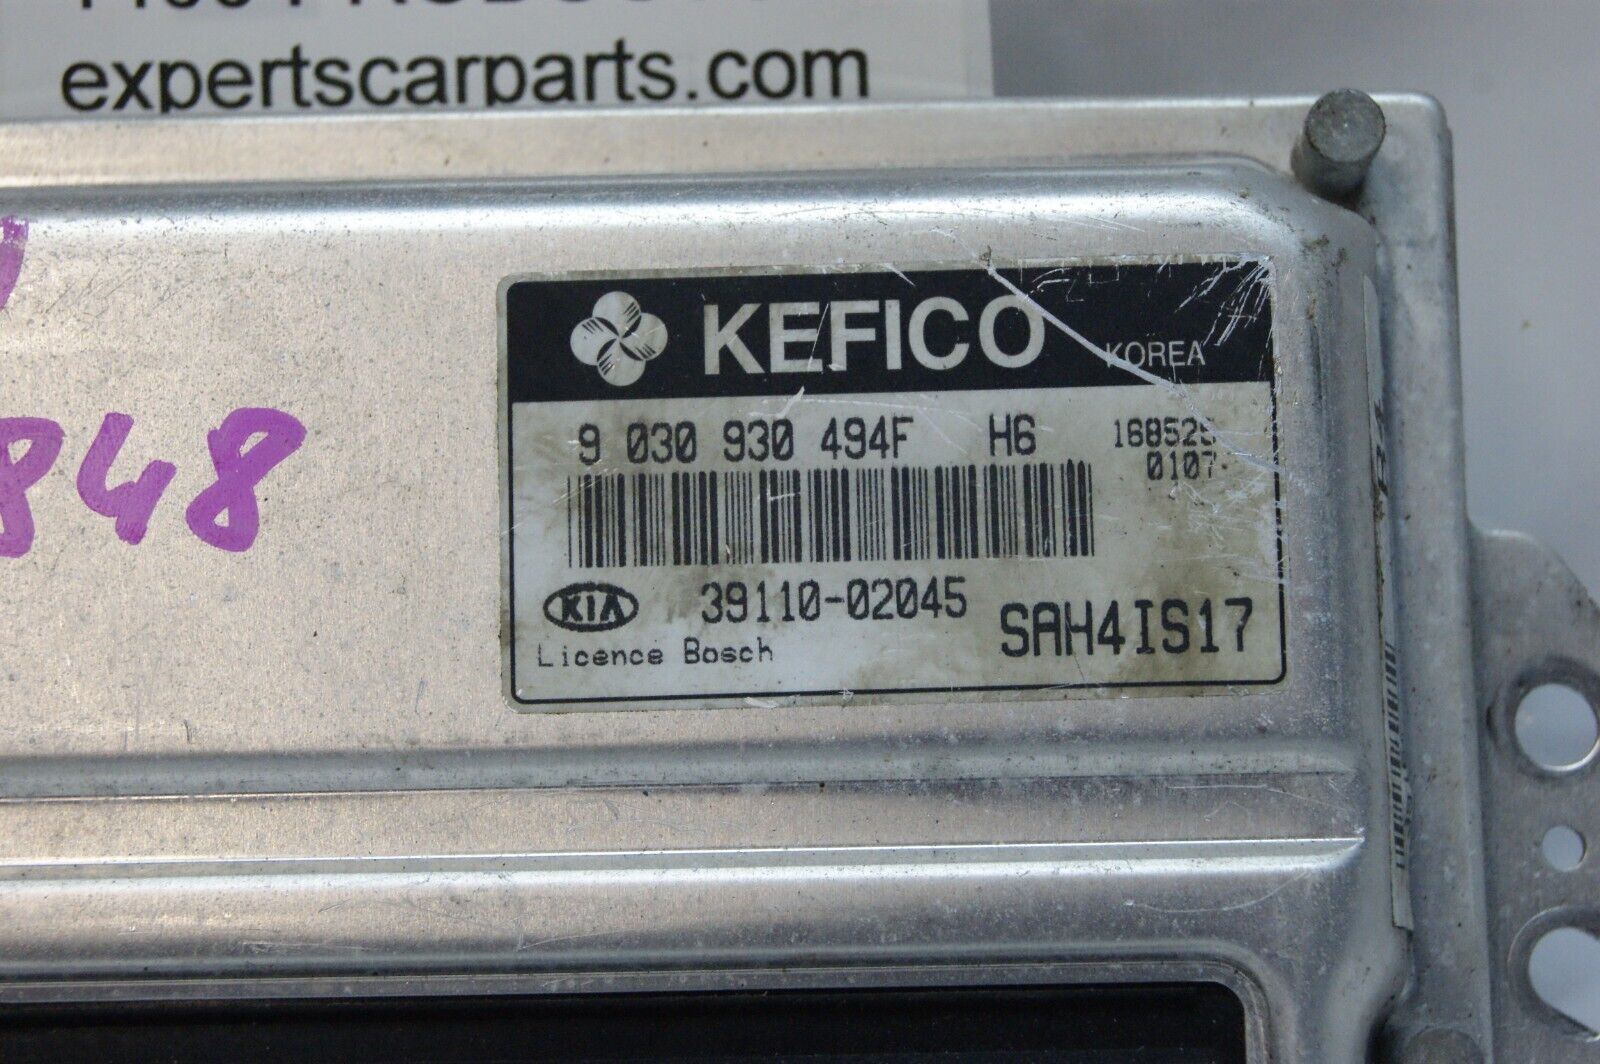 expertscarparts.com
KEFICO KOREA
9 030 930 494F H6 168525
0107
848
KIA 39110-02045 SAH4IS17
Licence Bosch